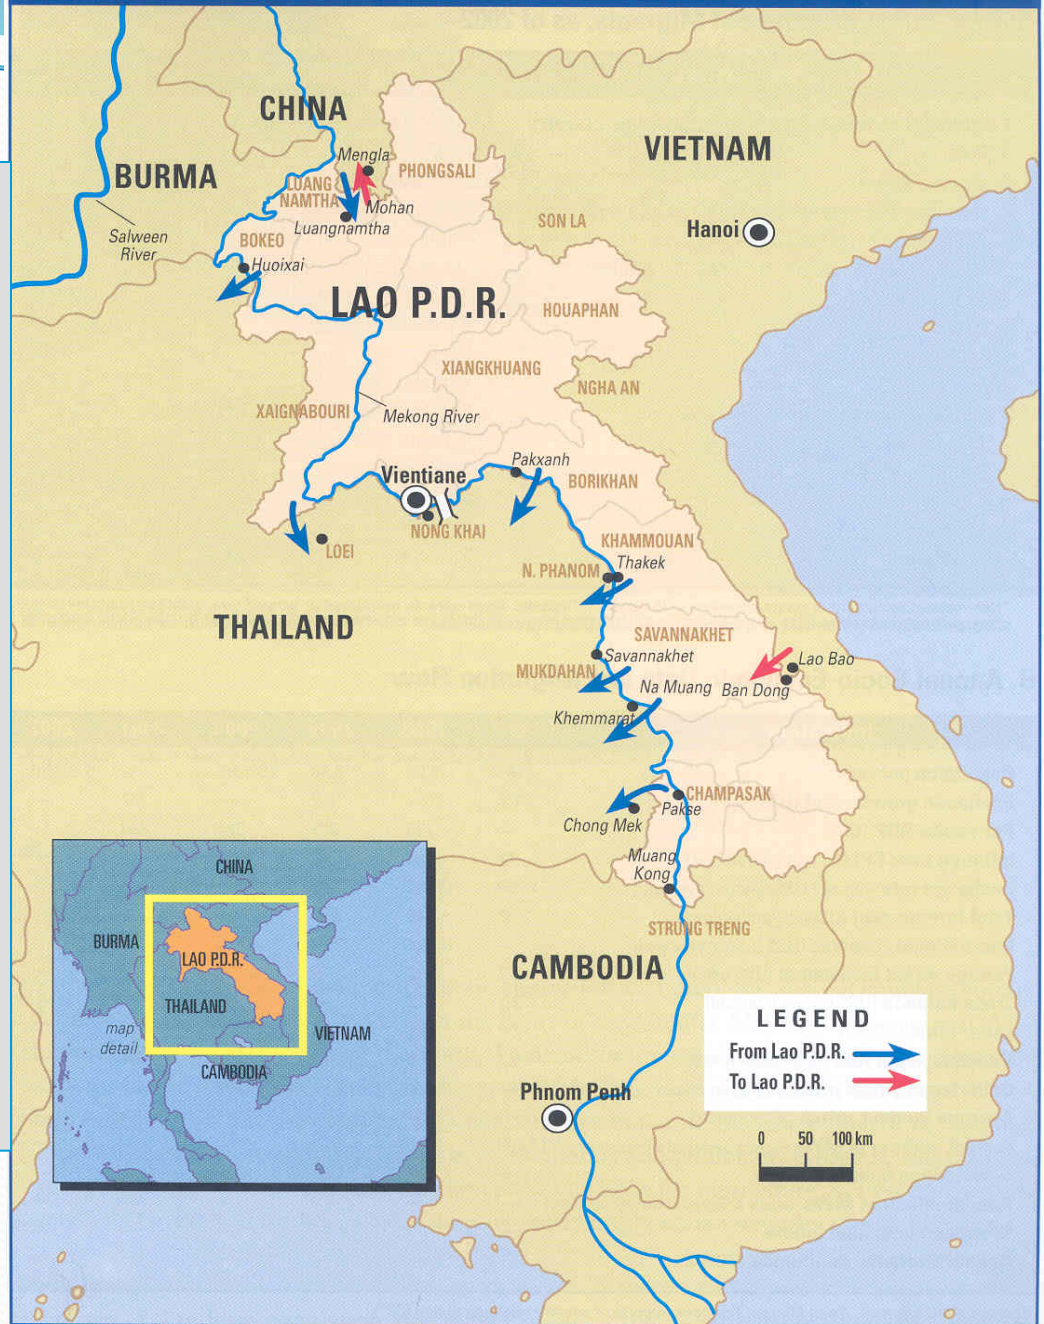 CHINA
BURMA
VIETNAM
Mengla
PHONGSALI
LUANG
NAMTHA
Mohan
Luangnamtha
SON LA
Hanoi
Salween
River
BOKEO
Huoixai
LAO P.D.R.
HOUAPHAN
XIANGKHUANG
NGHA AN
XAIGNABOURI
Mekong River
Pakxanh
Vientiane
BORIKHAN
NONG KHAI
LOEI
KHAMMOUAN
N. PHANOM
Thakek
THAILAND
SAVANNAKHET
Savannakhet
Lao Bao
MUKDAHAN
Na Muang
Ban Dong
Khemmarat
CHAMPASAK
Pakse
Chong Mek
Muang
Kong
STRUNG TRENG
CAMBODIA
CHINA
BURMA
LAO P.D.R.
THAILAND
map
detail
VIETNAM
CAMBODIA
LEGEND
From Lao P.D.R.
To Lao P.D.R.
Phnom Penh
0 50 100 km